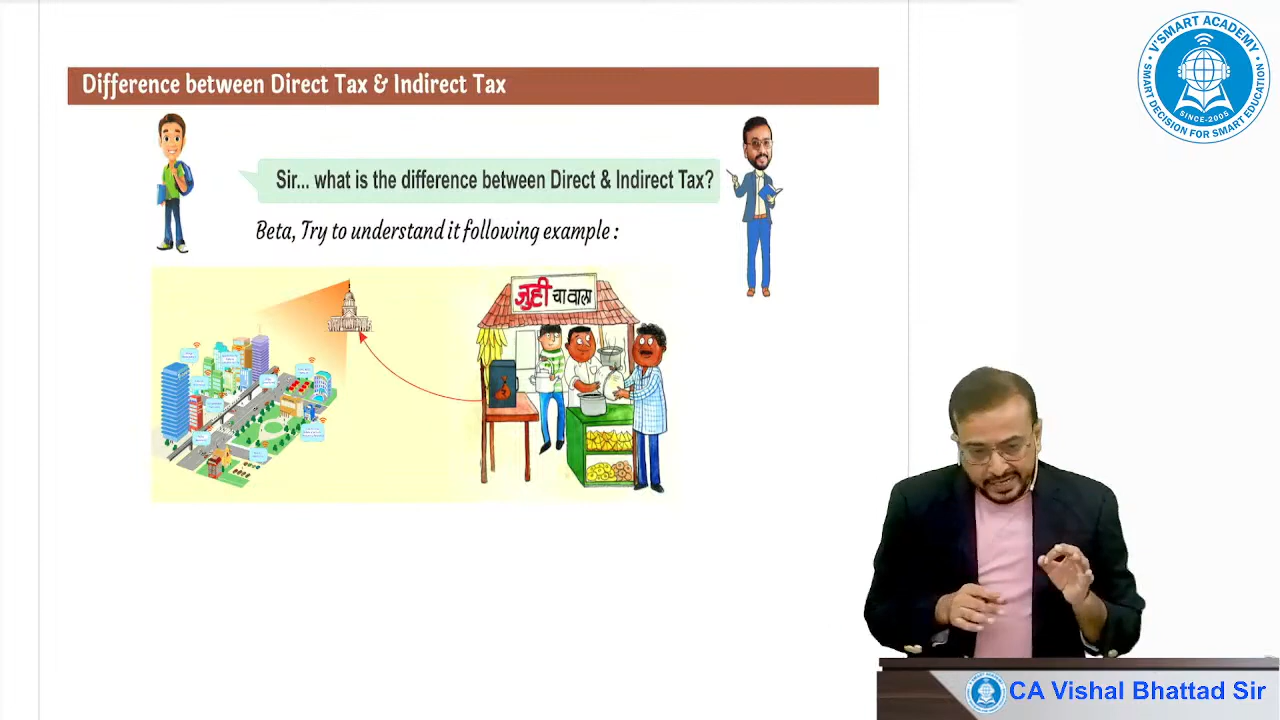 Difference between Direct Tax & Indirect Tax
Sir... what is the difference between Direct & Indirect Tax?
Beta, Try to understand it following example :
जुही चा वाला
V'SMART ACADEMY
SMART DECISION FOR SMART EDUCATION
SINCE-2005
CA Vishal Bhattad Sir